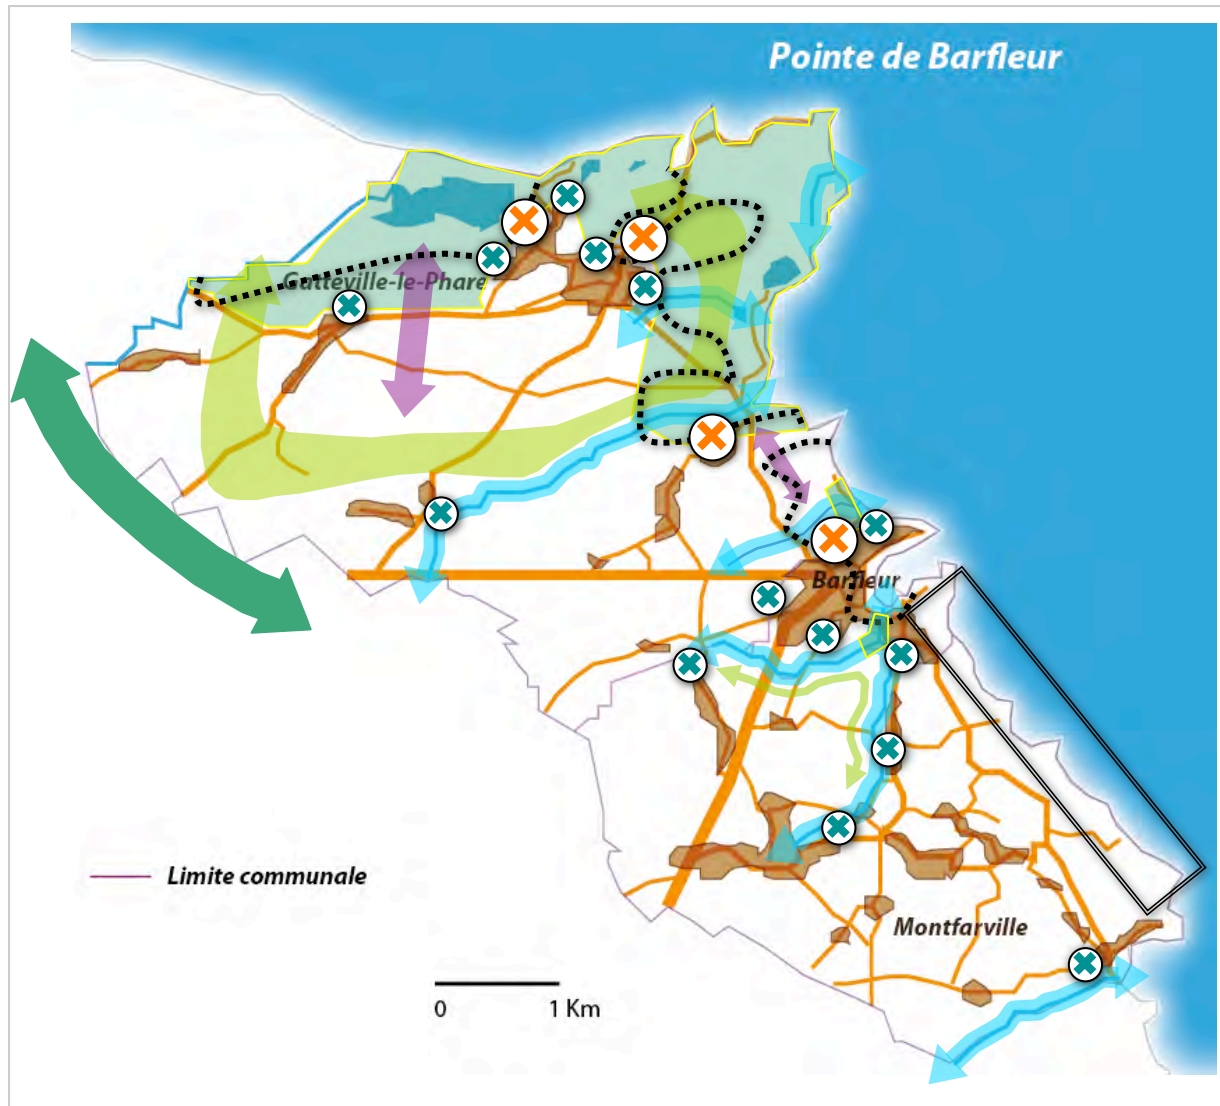 Pointe de Barfleur
Gatteville-le-Phare
Barfleur
Limite communale
Montfarville
0 1 Km